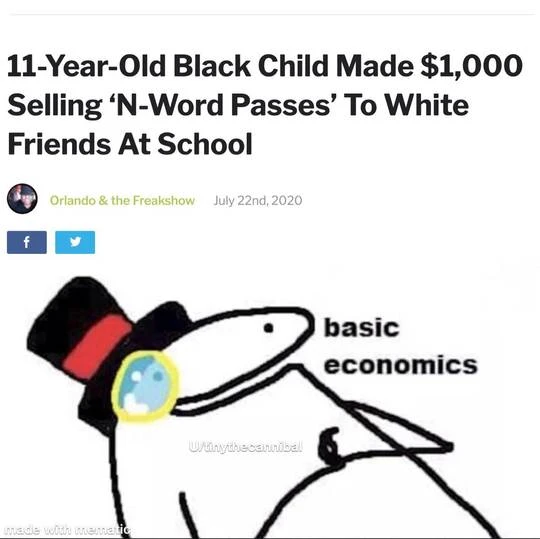 11-Year-Old Black Child Made $1,000
Selling ‘N-Word Passes’ To White
Friends At School
Orlando & the Freakshow July 22nd, 2020
f
basic
economics
U/tinythecannibal
made with mematic